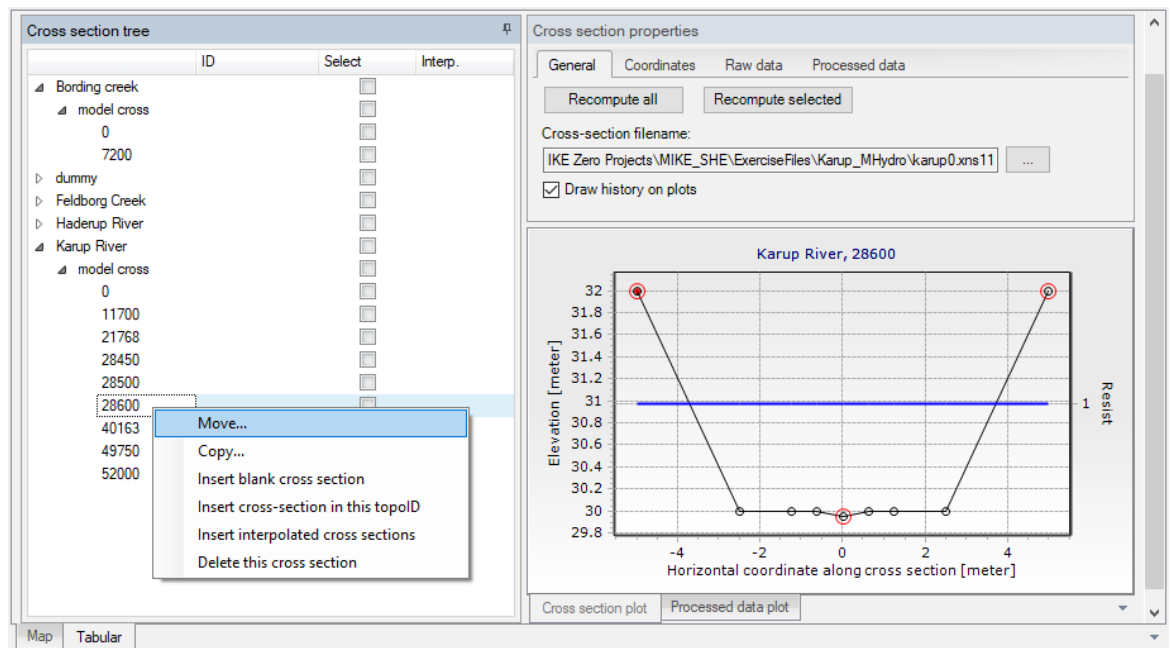 Cross section tree
ID Select Interp.
Bording creek
model cross
0
7200
dummy
Feldborg Creek
Haderup River
Karup River
model cross
0
11700
21768
28450
28500
28600
40163
49750
52000
Move...
Copy...
Insert blank cross section
Insert cross-section in this topoID
Insert interpolated cross sections
Delete this cross section
Map Tabular
Cross section properties
General Coordinates Raw data Processed data
Recompute all Recompute selected
Cross-section filename:
IKE Zero Projects\MIKE_SHE\ExerciseFiles\Karup_MHydro\karup0.xns11 ...
Draw history on plots
Karup River, 28600
Elevation [meter]
32
31.8
31.6
31.4
31.2
31
30.8
30.6
30.4
30.2
30
29.8
1
Resist
-4 -2 0 2 4
Horizontal coordinate along cross section [meter]
Cross section plot Processed data plot